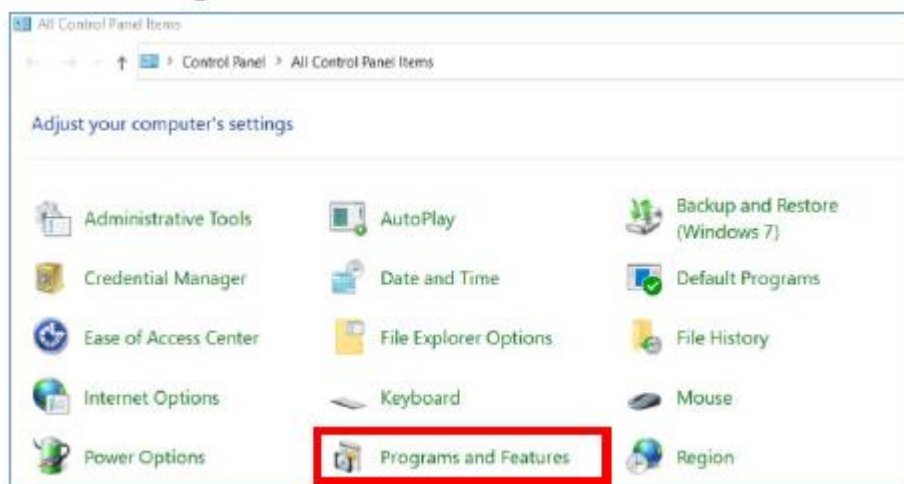 All Control Panel Items
Control Panel > All Control Panel Items
Adjust your computer's settings
Administrative Tools
AutoPlay
Backup and Restore
(Windows 7)
Credential Manager
Date and Time
Default Programs
Ease of Access Center
File Explorer Options
File History
Internet Options
Keyboard
Mouse
Power Options
Programs and Features
Region